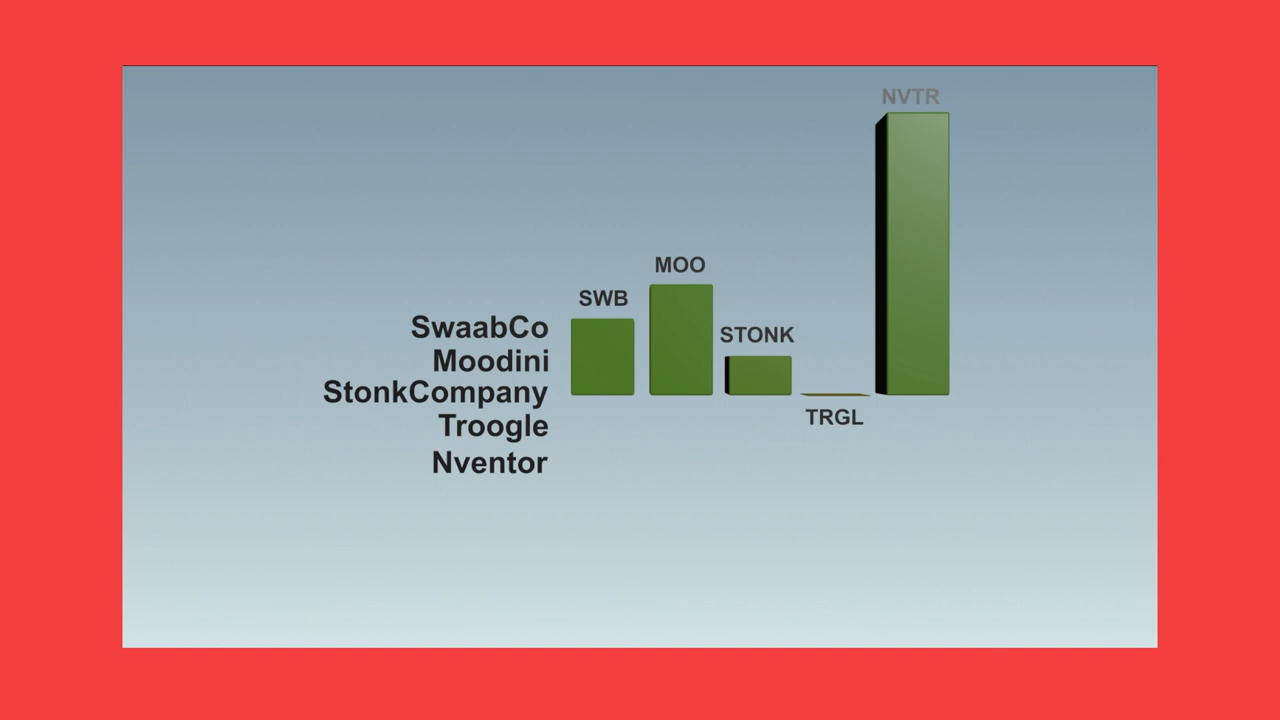 NVTR
MOO
SWB
STONK
TRGL
SwaabCo
Moodini
StonkCompany
Troogle
Nventor